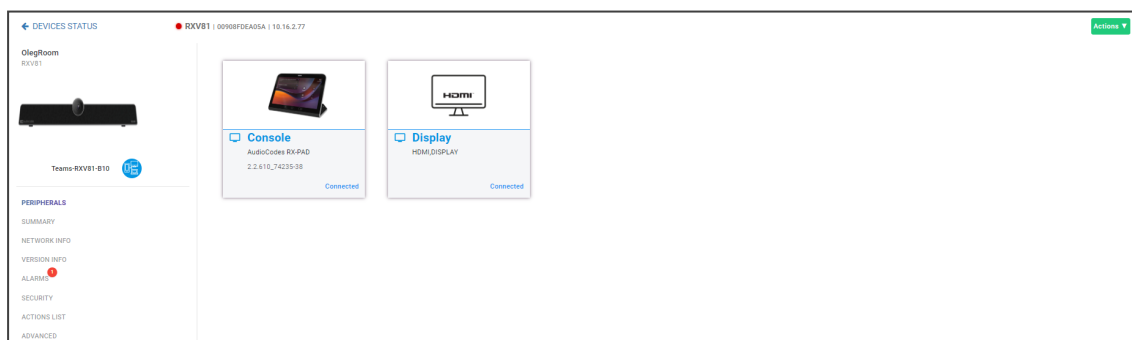 ← DEVICES STATUS
RXV81 | 00908FDEA05A | 10.16.2.77
Actions ▼
OlegRoom
RXV81
Teams-RXV81-B10
PERIPHERALS
SUMMARY
NETWORK INFO
VERSION INFO
ALARMS 1
SECURITY
ACTIONS LIST
ADVANCED
Console
AudioCodes RX-PAD
2.2.610_74235-38
Connected
HDMI
Display
HDMI,DISPLAY
Connected